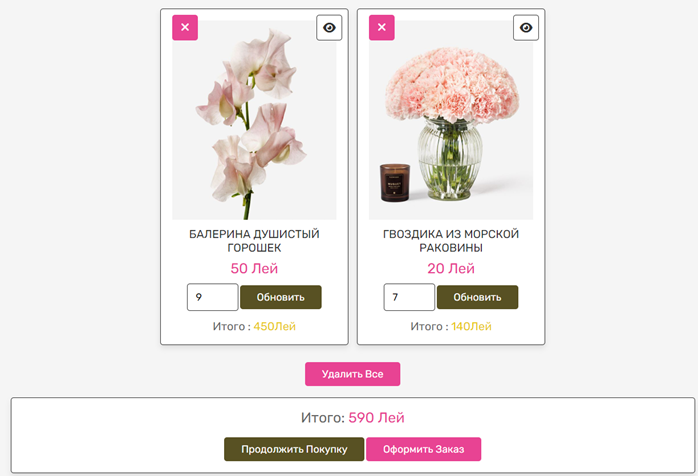 БАЛЕРИНА ДУШИСТЫЙ
ГОРОШЕК
50 Лей
9 Обновить
Итого : 450Лей
ГВОЗДИКА ИЗ МОРСКОЙ
РАКОВИНЫ
20 Лей
7 Обновить
Итого : 140Лей
Удалить Все
Итого: 590 Лей
Продолжить Покупку Оформить Заказ